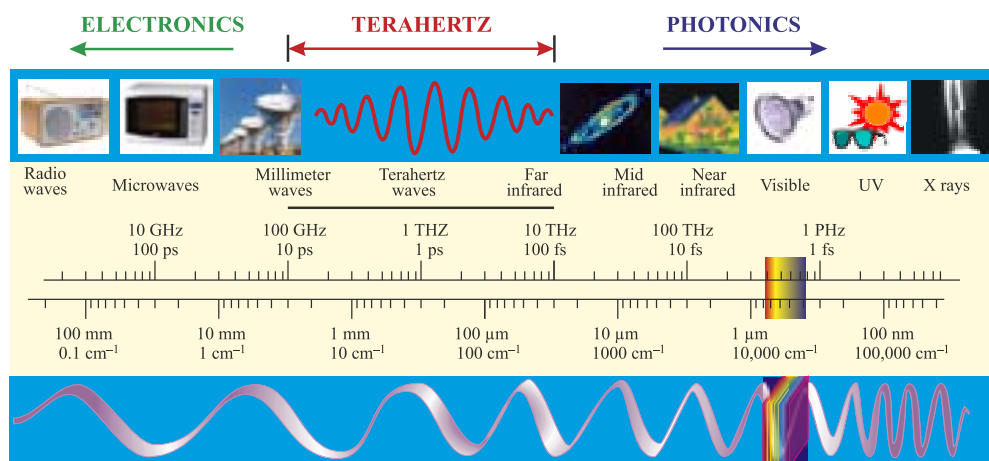 ELECTRONICS TERAHERTZ PHOTONICS
Radio waves
Microwaves
Millimeter waves
Terahertz waves
Far infrared
Mid infrared
Near infrared
Visible
UV
X rays
10 GHz 100 GHz 1 THZ 10 THz 100 THz 1 PHz
100 ps 10 ps 1 ps 100 fs 10 fs 1 fs
100 mm 10 mm 1 mm 100 µm 10 µm 1 µm 100 nm
0.1 cm⁻¹ 1 cm⁻¹ 10 cm⁻¹ 100 cm⁻¹ 1000 cm⁻¹ 10,000 cm⁻¹ 100,000 cm⁻¹